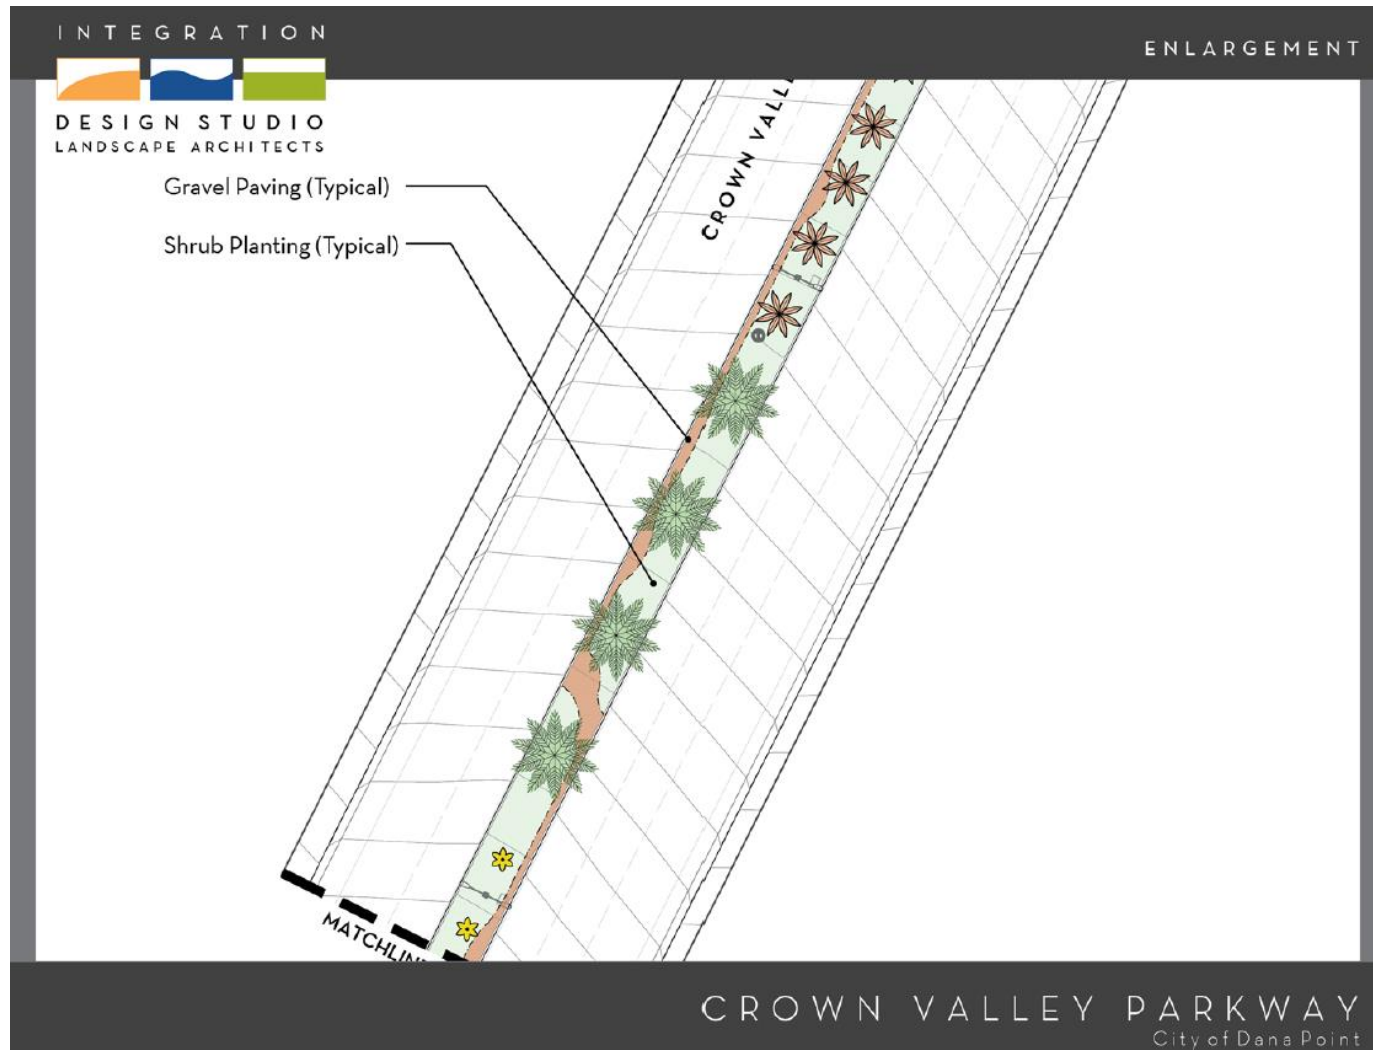 INTEGRATION
DESIGN STUDIO
LANDSCAPE ARCHITECTS
ENLARGEMENT
Gravel Paving (Typical)
Shrub Planting (Typical)
CROWN VALLE
MATCHLIN
CROWN VALLEY PARKWAY
City of Dana Point